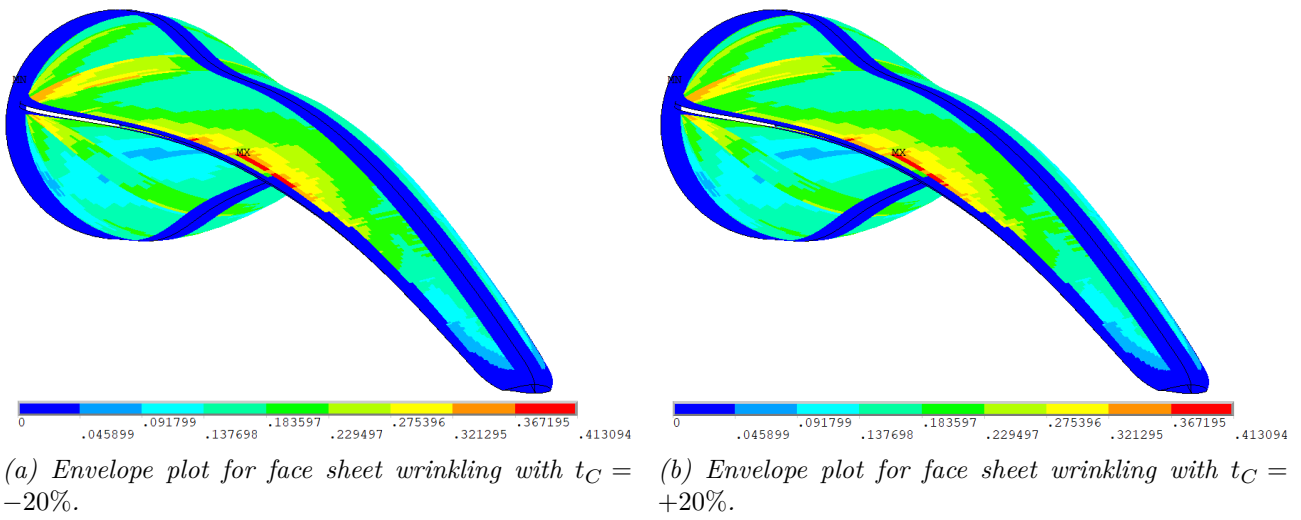 MN
MX
0 .091799 .183597 .275396 .367195
.045899 .137698 .229497 .321295 .413094
(a) Envelope plot for face sheet wrinkling with t_C =
−20%.
MN
MX
0 .091799 .183597 .275396 .367195
.045899 .137698 .229497 .321295 .413094
(b) Envelope plot for face sheet wrinkling with t_C =
+20%.